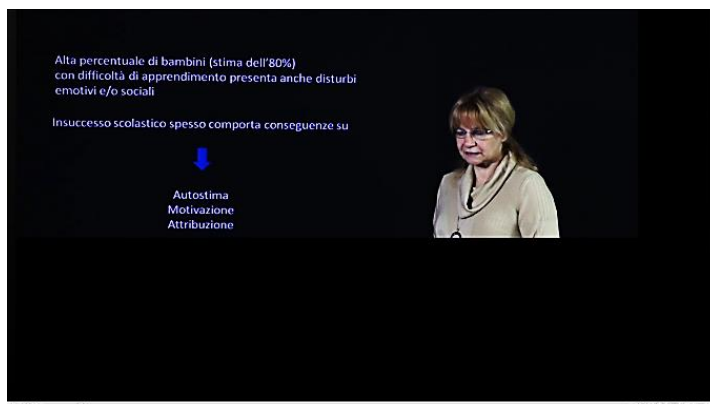 Alta percentuale di bambini (stima dell'80%)
con difficoltà di apprendimento presenta anche disturbi
emotivi e/o sociali
Insuccesso scolastico spesso comporta conseguenze su
Autostima
Motivazione
Attribuzione